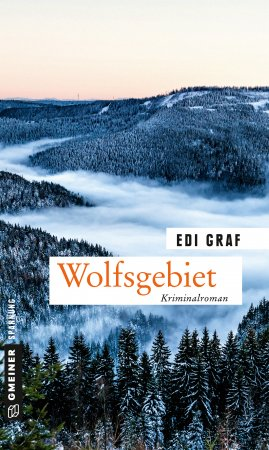 EDI GRAF
Wolfsgebiet
Kriminalroman
GMEINER SPANNUNG